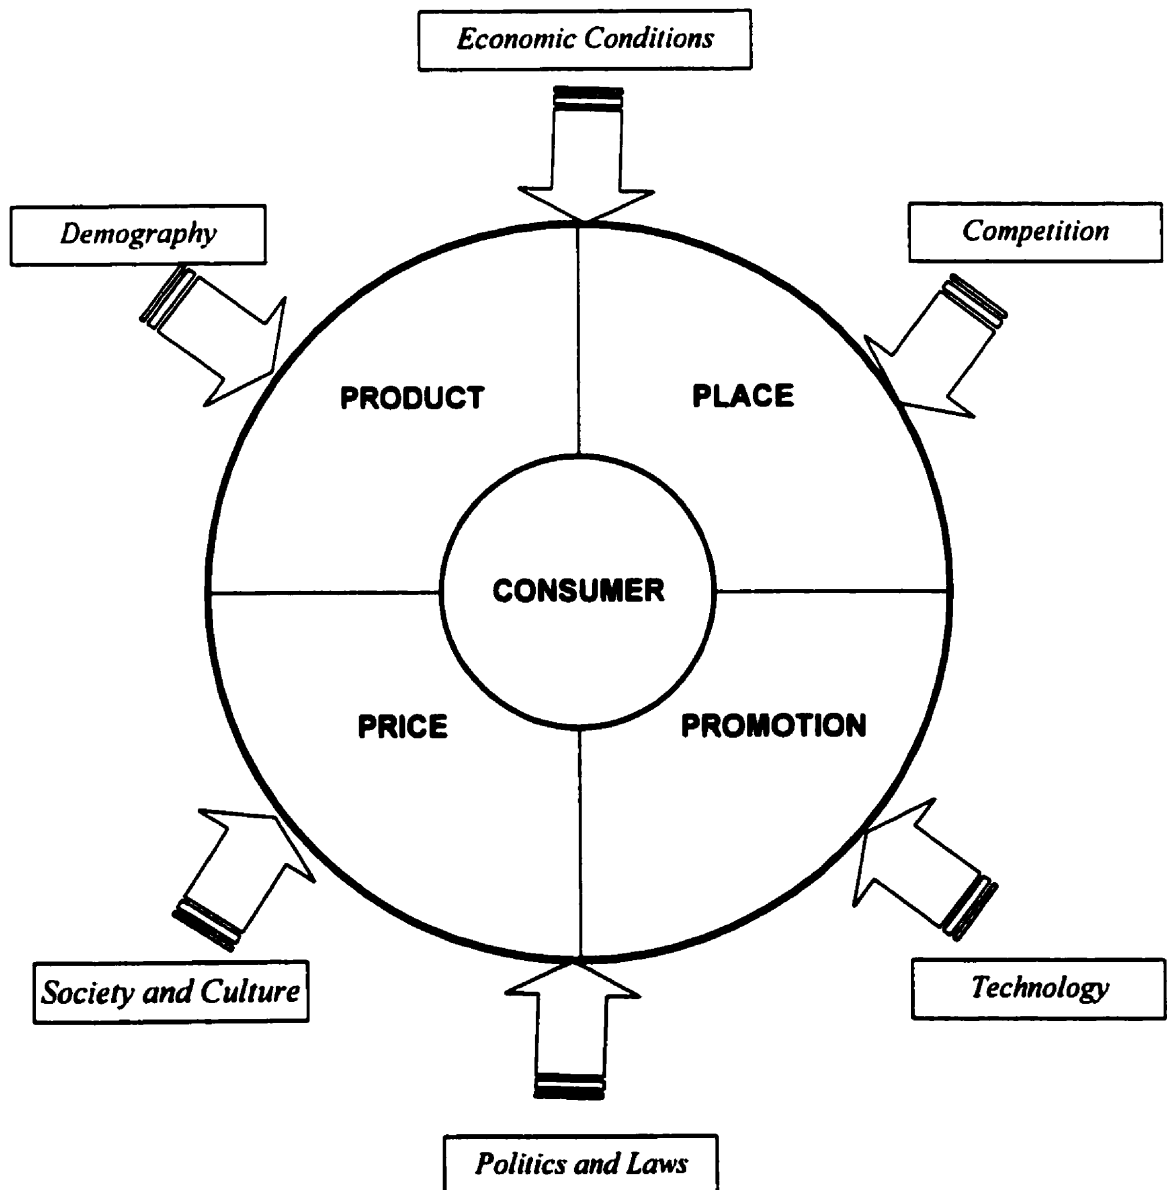 Economic Conditions
Demography
Competition
PRODUCT
PLACE
CONSUMER
PRICE
PROMOTION
Society and Culture
Technology
Politics and Laws